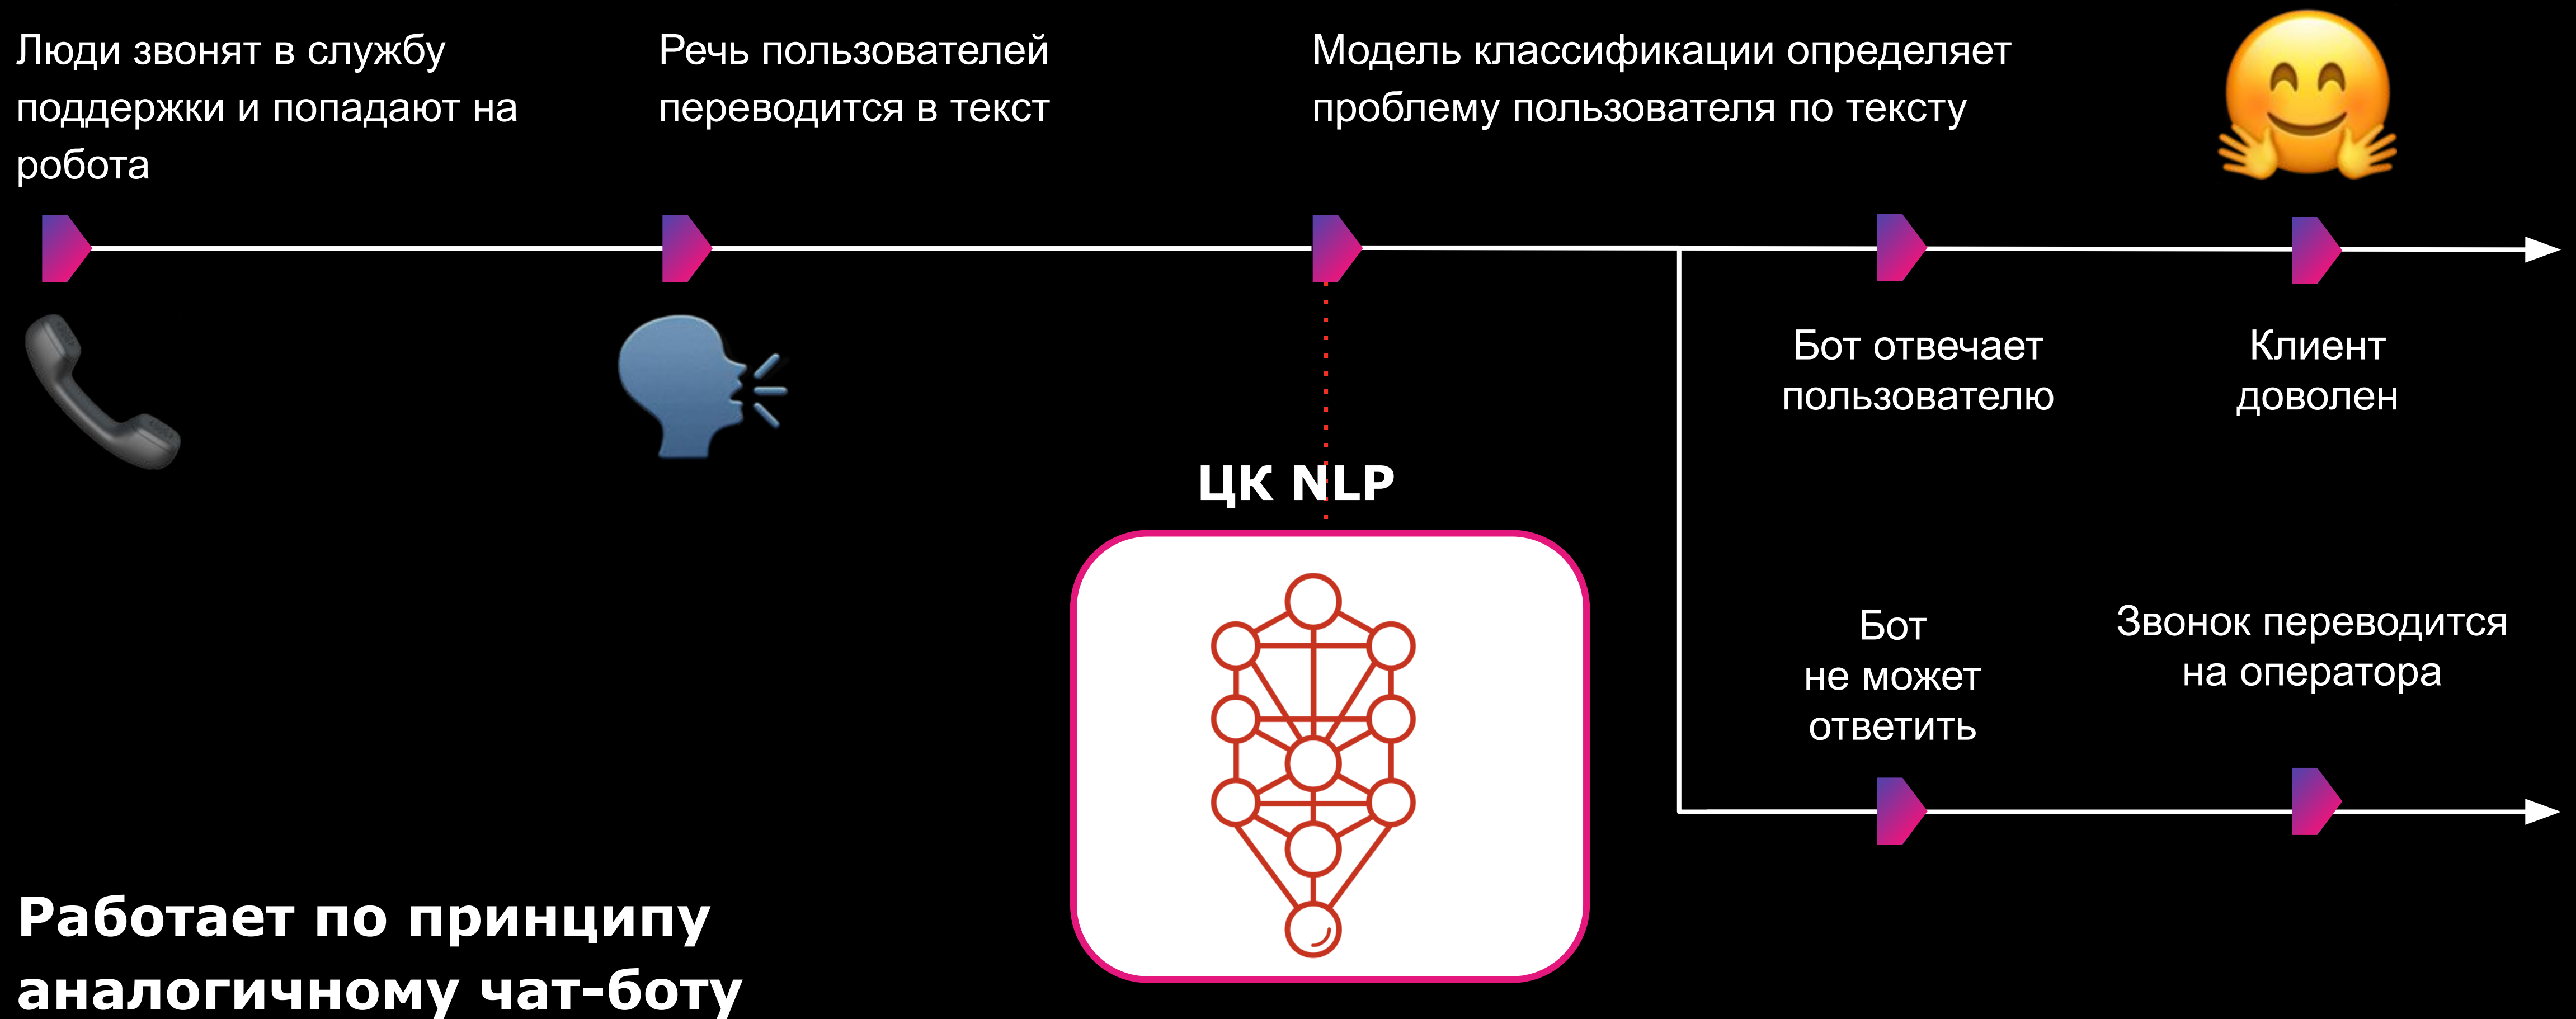 Люди звонят в службу
поддержки и попадают на
робота
Речь пользователей
переводится в текст
Модель классификации определяет
проблему пользователя по тексту
Бот отвечает
пользователю
Клиент
доволен
ЦК NLP
Бот
не может
ответить
Звонок переводится
на оператора
Работает по принципу
аналогичному чат-боту